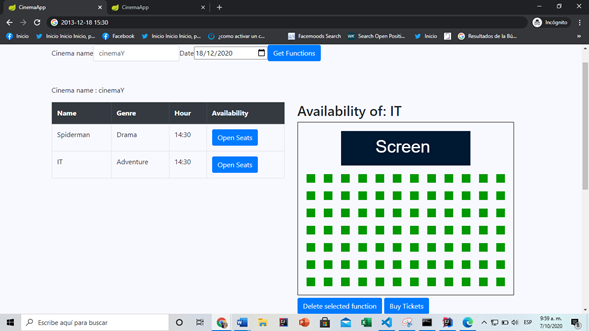 CinemaApp
CinemaApp
2013-12-18 15:30
Incógnito
Inicio
Inicio Inicio Inicio, p...
Facebook
Inicio Inicio Inicio, p...
¿como activar un c...
Facemoods Search
Search Open Positi...
Inicio
Resultados de la Bú...
Cinema name cinemaY Date 18/12/2020 Get Functions
Cinema name : cinemaY
Name Genre Hour Availability
Spiderman Drama 14:30 Open Seats
IT Adventure 14:30 Open Seats
Availability of: IT
Screen
Delete selected function Buy Tickets
Escribe aquí para buscar
ESP
9:59 a. m.
7/10/2020